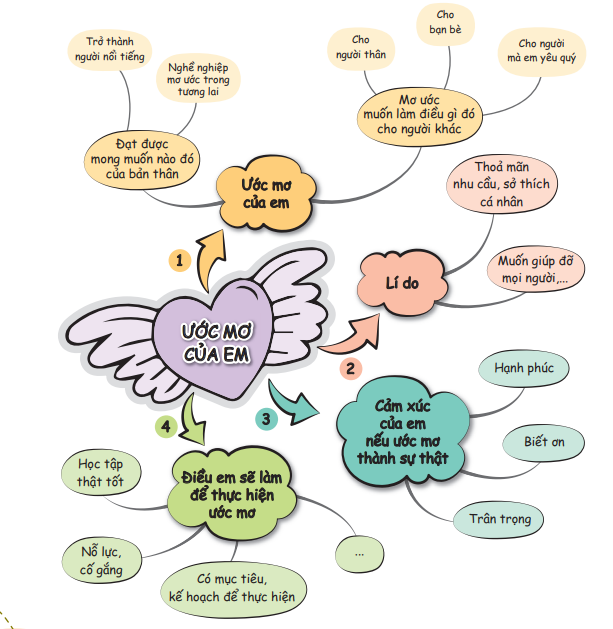 Trở thành
người nổi tiếng
Nghề nghiệp
mơ ước trong
tương lai
Đạt được
mong muốn nào đó
của bản thân
Cho
người thân
Cho
bạn bè
Cho người
mà em yêu quý
Mơ ước
muốn làm điều gì đó
cho người khác
Ước mơ
của em
1
ƯỚC MƠ
CỦA EM
2
Lí do
Thoả mãn
nhu cầu, sở thích
cá nhân
Muốn giúp đỡ
mọi người,...
3
Cảm xúc
của em
nếu ước mơ
thành sự thật
Hạnh phúc
Biết ơn
Trân trọng
4
Điều em sẽ làm
để thực hiện
ước mơ
Học tập
thật tốt
Nỗ lực,
cố gắng
Có mục tiêu,
kế hoạch để thực hiện
...